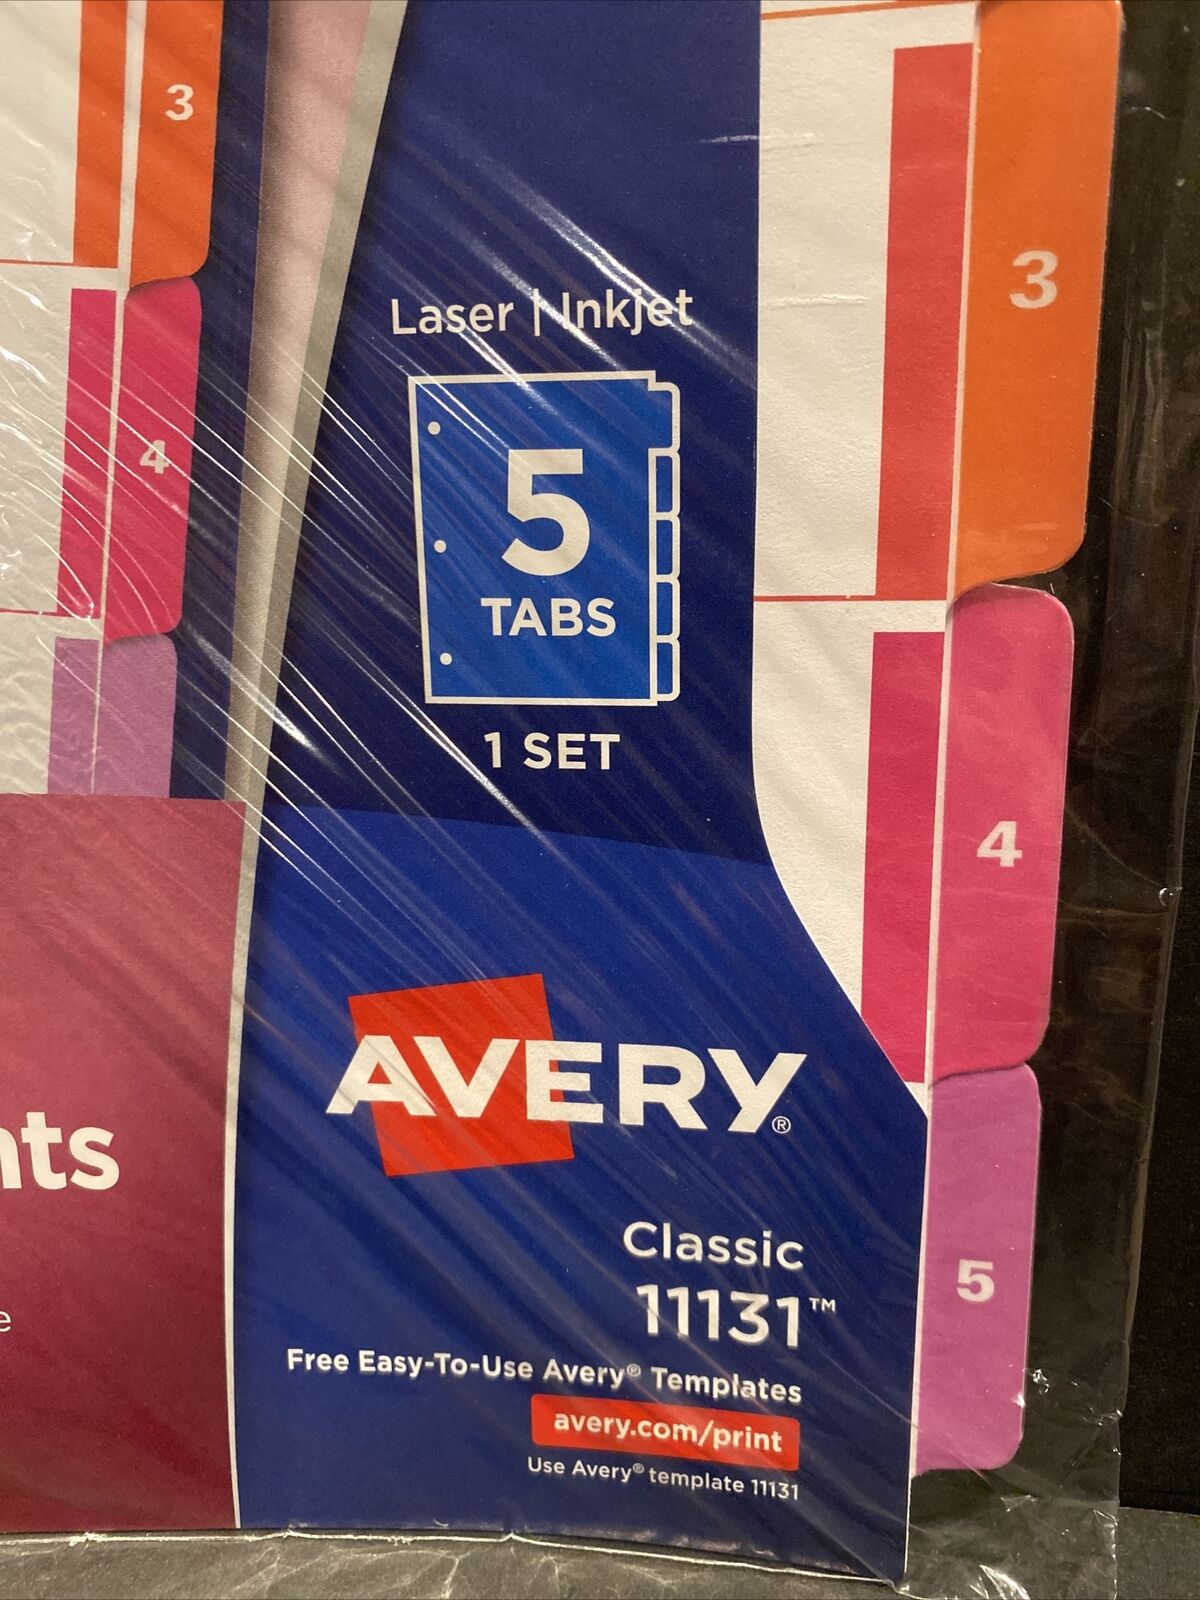 3
4
3
4
5
Laser | Inkjet
5
TABS
1 SET
AVERY®
Classic
11131™
Free Easy-To-Use Avery® Templates
avery.com/print
Use Avery® template 11131
nts
e